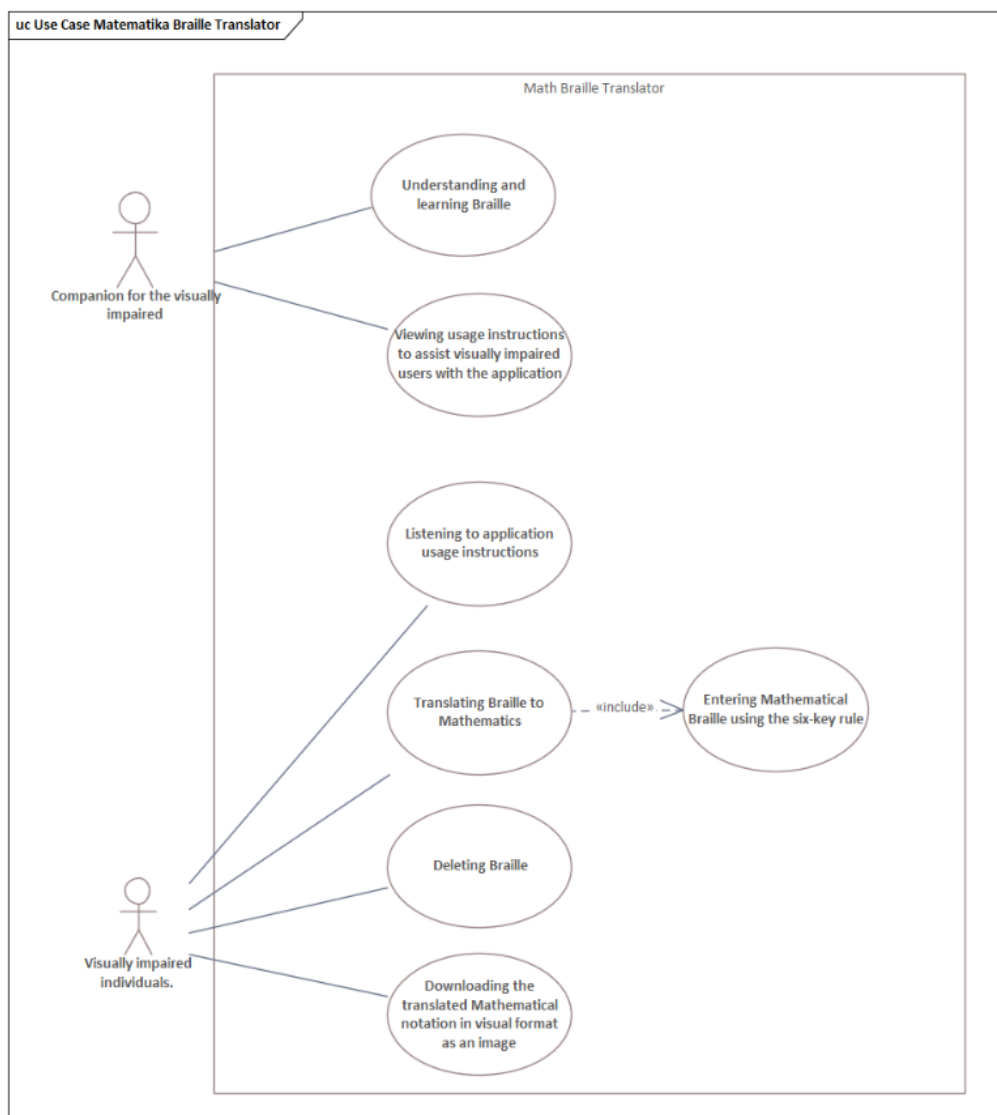 uc Use Case Matematika Braille Translator
Math Braille Translator
Understanding and
learning Braille
Companion for the visually
impaired
Viewing usage instructions
to assist visually impaired
users with the application
Listening to application
usage instructions
Translating Braille to
Mathematics
«include»
Entering Mathematical
Braille using the six-key rule
Deleting Braille
Visually impaired
individuals.
Downloading the
translated Mathematical
notation in visual format
as an image